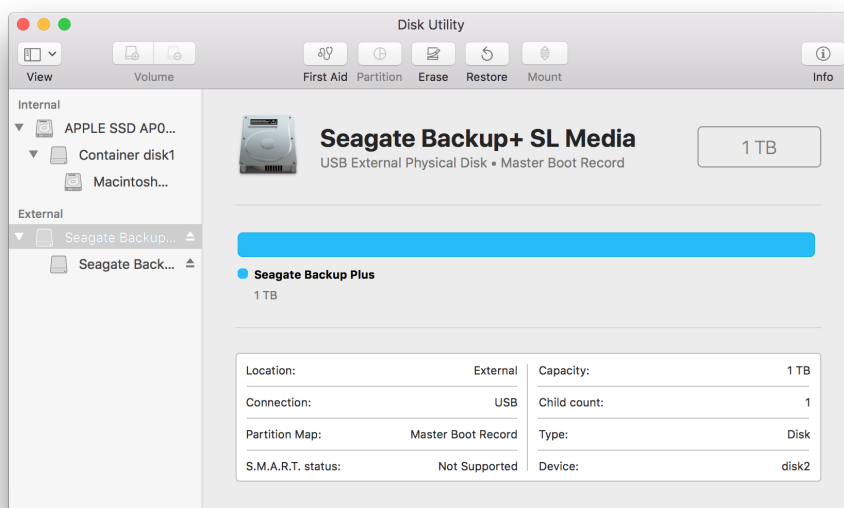 Disk Utility
View
Volume
First Aid
Partition
Erase
Restore
Mount
Info
Internal
APPLE SSD AP0...
Container disk1
Macintosh...
External
Seagate Backup...
Seagate Back...
Seagate Backup+ SL Media
USB External Physical Disk • Master Boot Record
1 TB
Seagate Backup Plus
1 TB
Location: External
Connection: USB
Partition Map: Master Boot Record
S.M.A.R.T. status: Not Supported
Capacity: 1 TB
Child count: 1
Type: Disk
Device: disk2